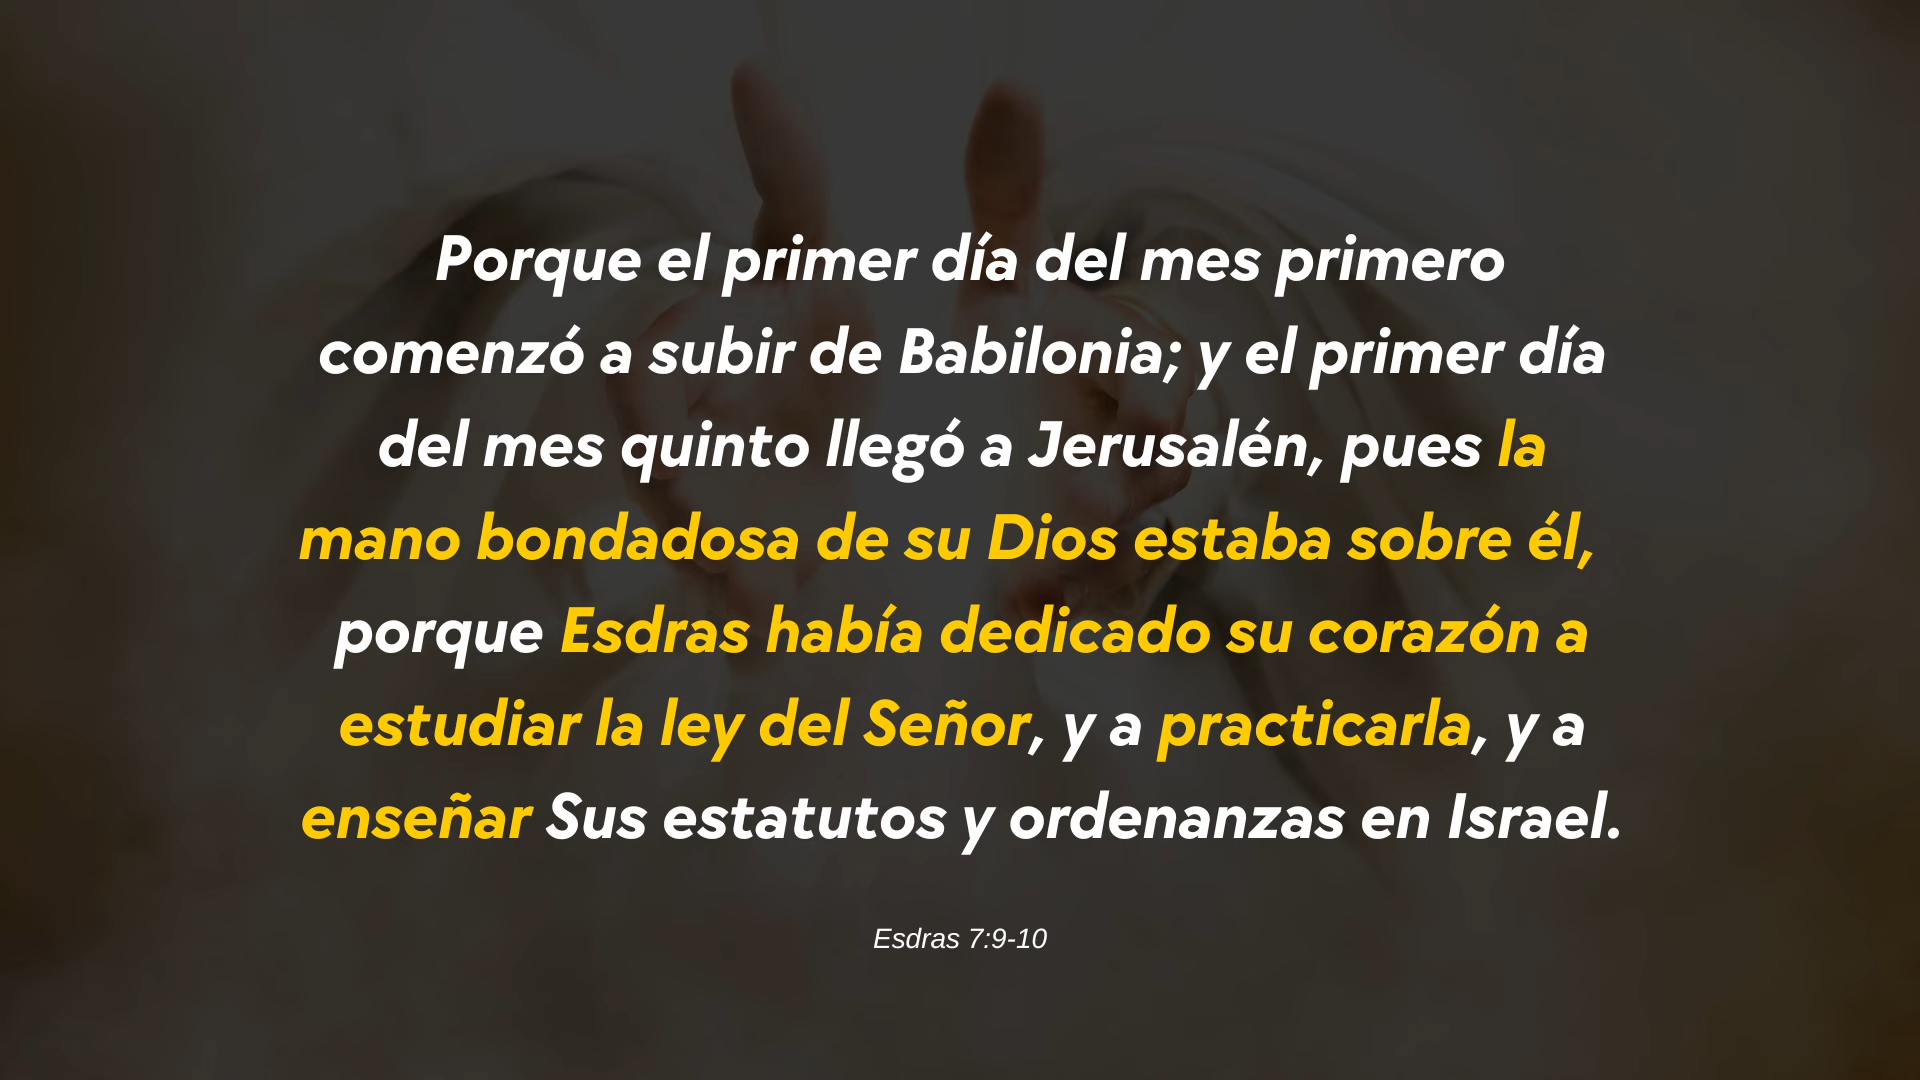 Porque el primer día del mes primero
comenzó a subir de Babilonia; y el primer día
del mes quinto llegó a Jerusalén, pues la
mano bondadosa de su Dios estaba sobre él,
porque Esdras había dedicado su corazón a
estudiar la ley del Señor, y a practicarla, y a
enseñar Sus estatutos y ordenanzas en Israel.
Esdras 7:9-10